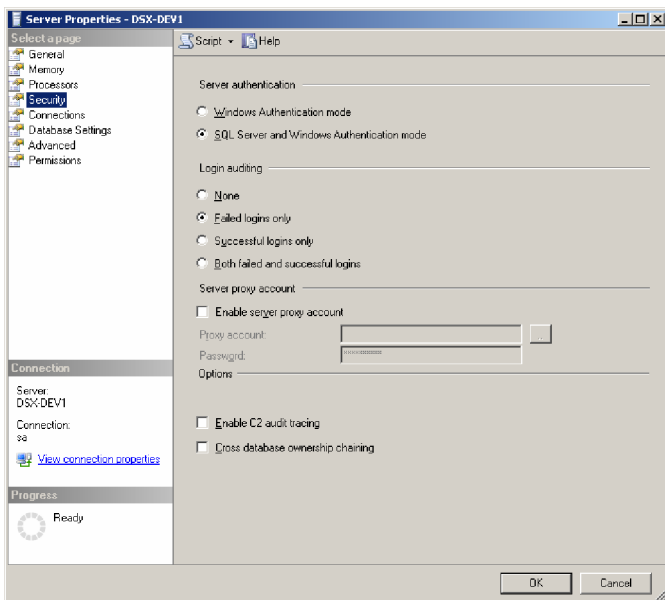 Server Properties - DSX-DEV1
Select a page
General
Memory
Processors
Security
Connections
Database Settings
Advanced
Permissions
Connection
Server:
DSX-DEV1
Connection:
sa
View connection properties
Progress
Ready
Script
Help
Server authentication
Windows Authentication mode
SQL Server and Windows Authentication mode
Login auditing
None
Failed logins only
Successful logins only
Both failed and successful logins
Server proxy account
Enable server proxy account
Proxy account:
...
Password:
Options
Enable C2 audit tracing
Cross database ownership chaining
OK
Cancel